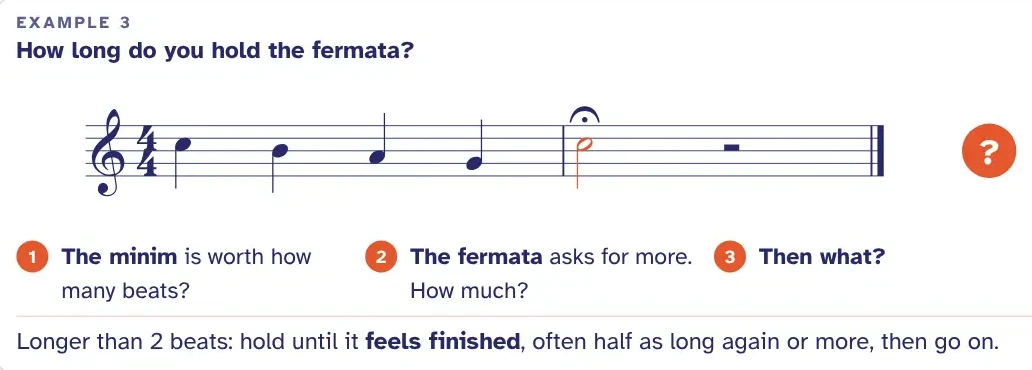 EXAMPLE 3
How long do you hold the fermata?
4
4
?
1 The minim is worth how
many beats?
2 The fermata asks for more.
How much?
3 Then what?
Longer than 2 beats: hold until it feels finished, often half as long again or more, then go on.